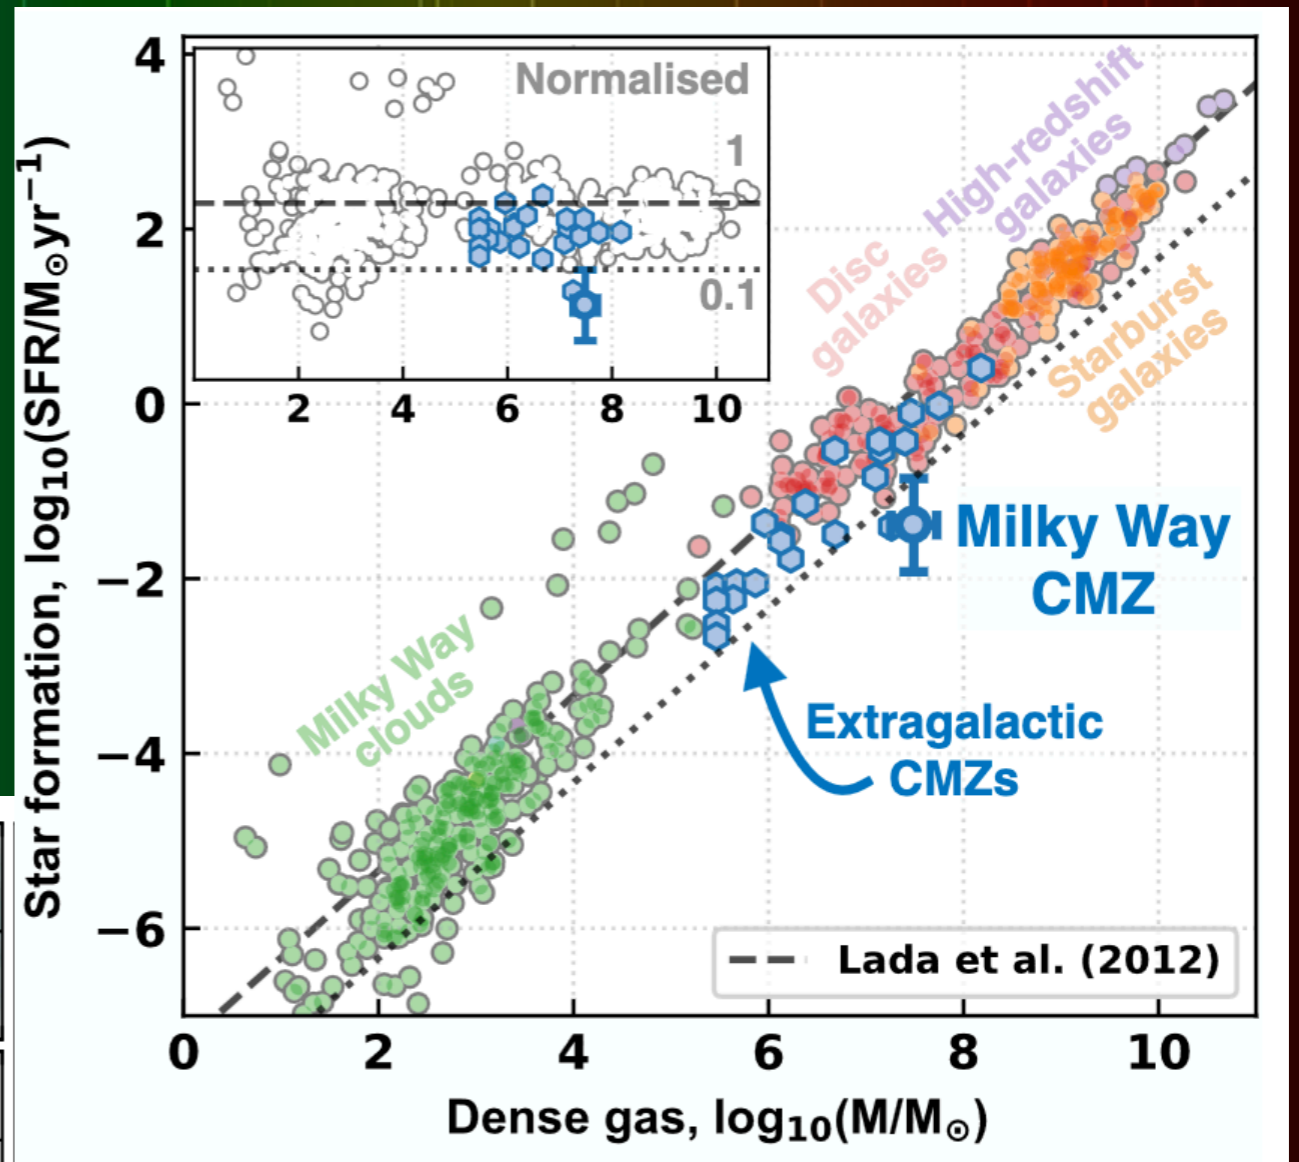 Star formation, log₁₀(SFR/M⊙yr⁻¹)
4
2
0
−2
−4
−6
Normalised
1
0.1
2 4 6 8 10
High-redshift
galaxies
Disc
galaxies
Starburst
galaxies
Milky Way
CMZ
Milky Way
clouds
Extragalactic
CMZs
Lada et al. (2012)
0 2 4 6 8 10
Dense gas, log₁₀(M/M⊙)